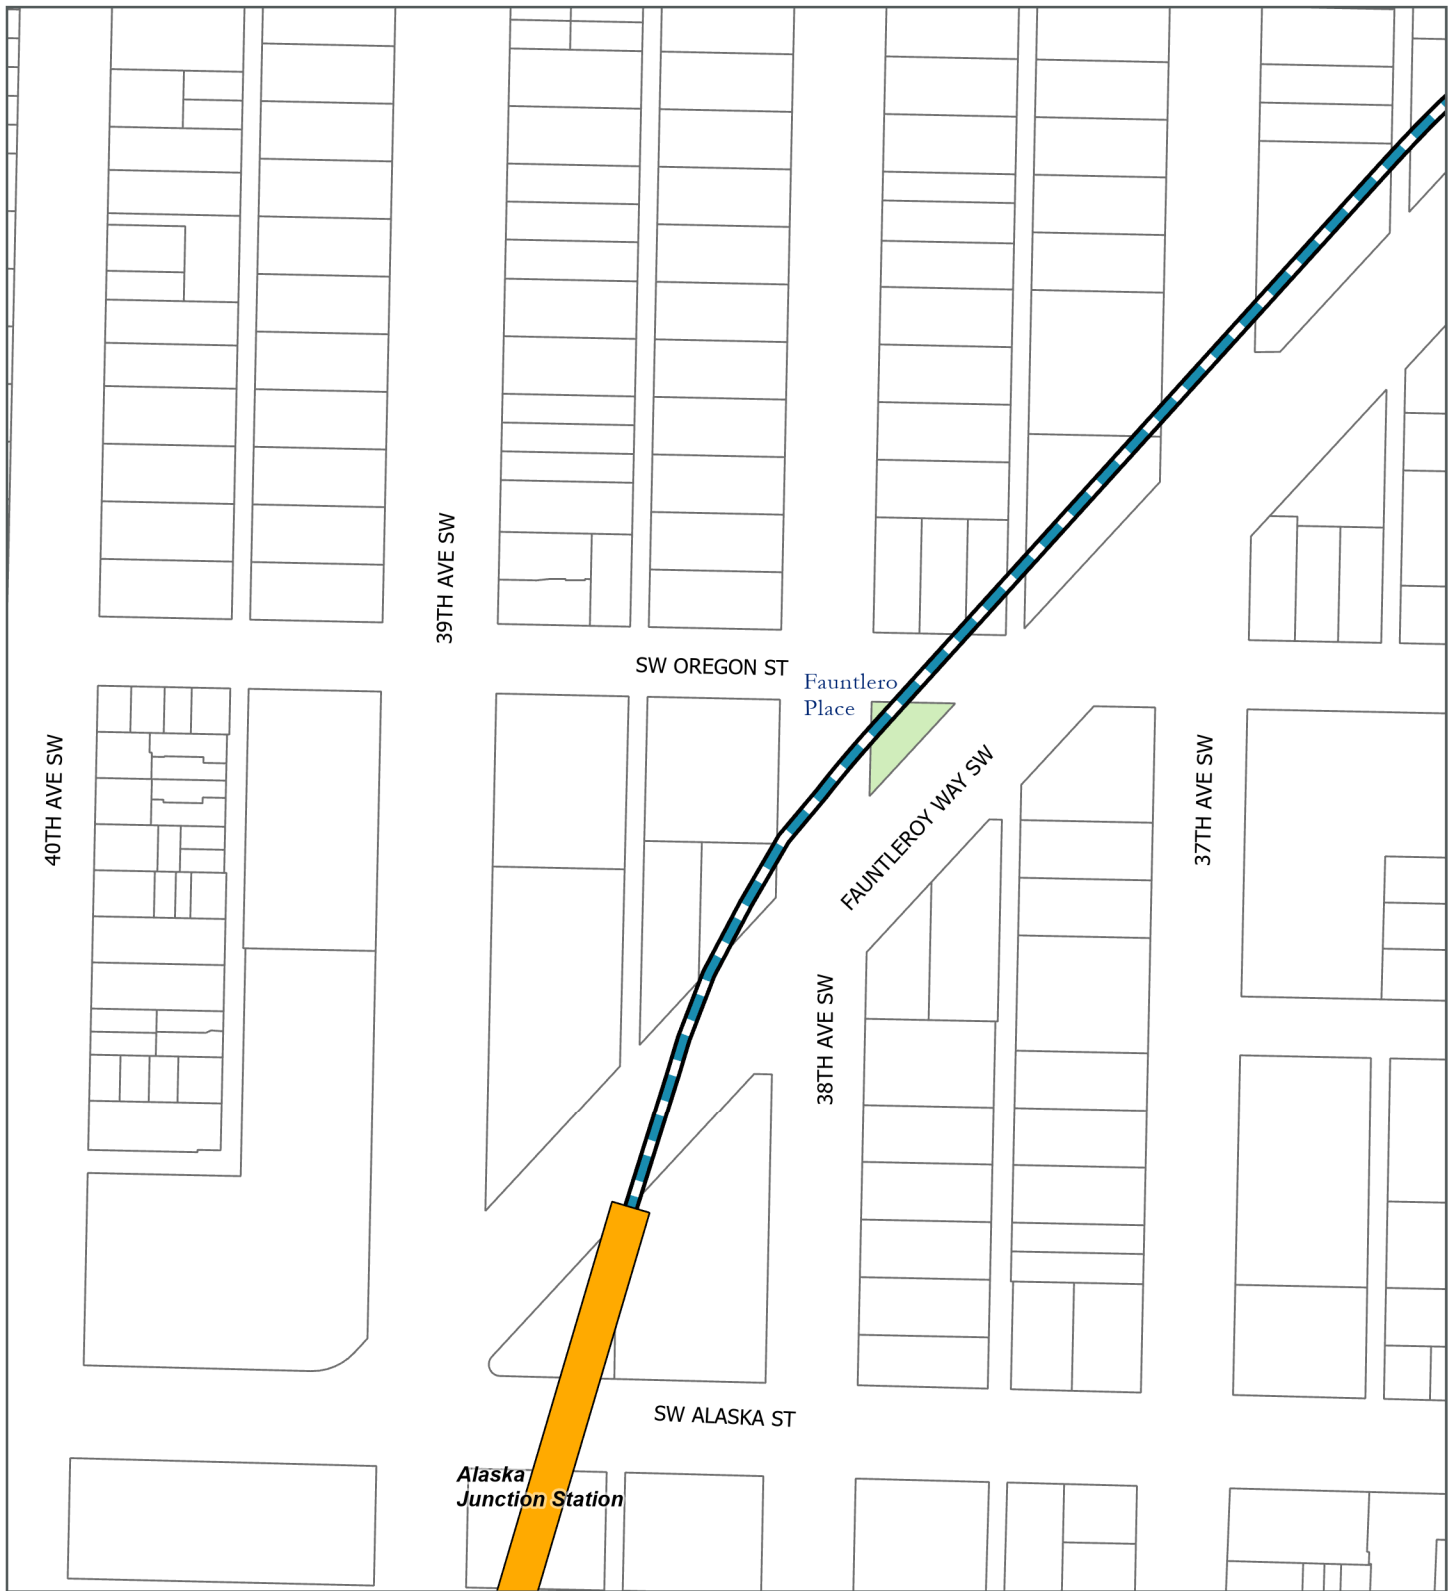 39TH AVE SW
SW OREGON ST
Fauntlero
Place
40TH AVE SW
FAUNTLEROY WAY SW
37TH AVE SW
38TH AVE SW
SW ALASKA ST
Alaska
Junction Station